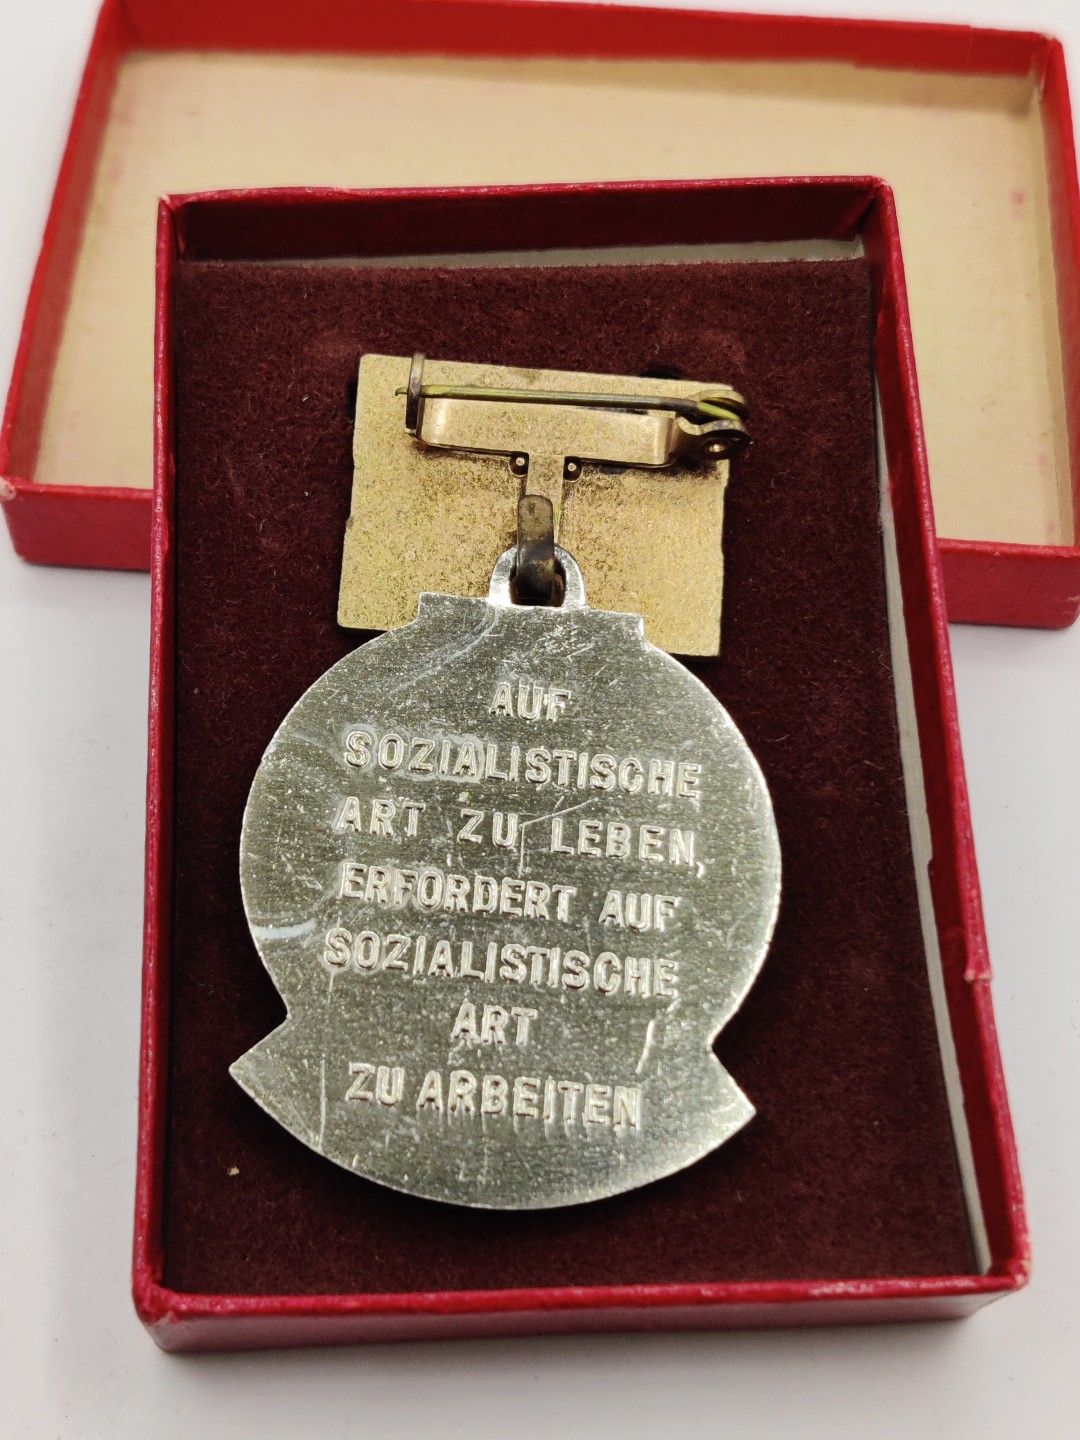 AUF
SOZIALISTISCHE
ART ZU LEBEN,
ERFORDERT AUF
SOZIALISTISCHE
ART
ZU ARBEITEN